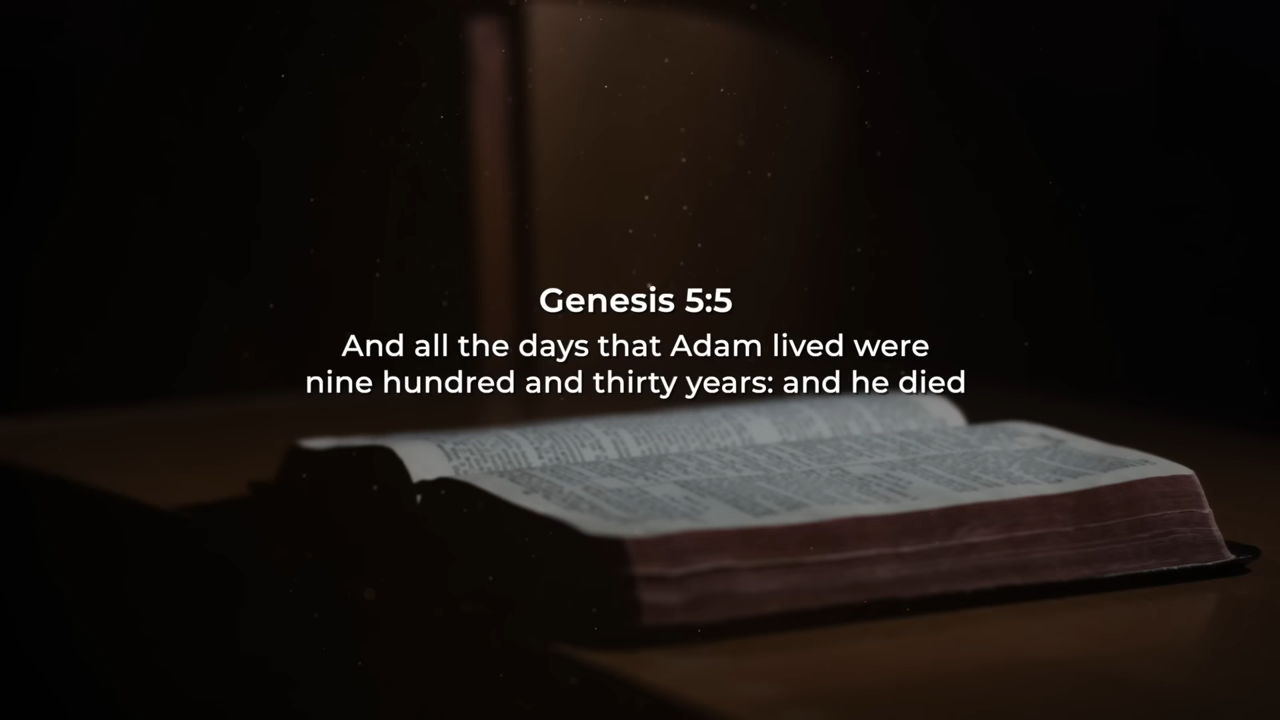 Genesis 5:5
And all the days that Adam lived were
nine hundred and thirty years: and he died